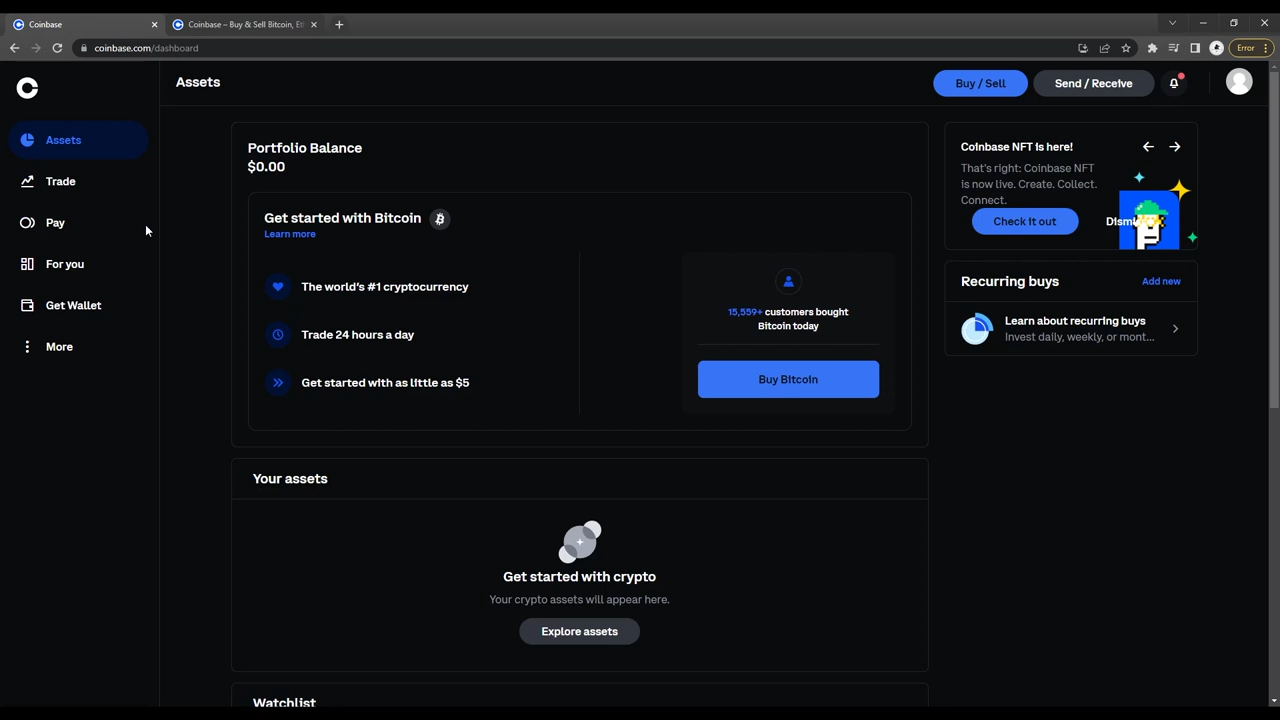 Coinbase
Coinbase – Buy & Sell Bitcoin, Et
coinbase.com/dashboard
Error
Assets
Buy / Sell
Send / Receive
Assets
Trade
Pay
For you
Get Wallet
More
Portfolio Balance
$0.00
Get started with Bitcoin
Learn more
The world's #1 cryptocurrency
Trade 24 hours a day
Get started with as little as $5
15,559+ customers bought
Bitcoin today
Buy Bitcoin
Your assets
Get started with crypto
Your crypto assets will appear here.
Explore assets
Watchlist
Coinbase NFT is here!
That's right: Coinbase NFT
is now live. Create. Collect.
Connect.
Check it out
Recurring buys
Add new
Learn about recurring buys
Invest daily, weekly, or mont...